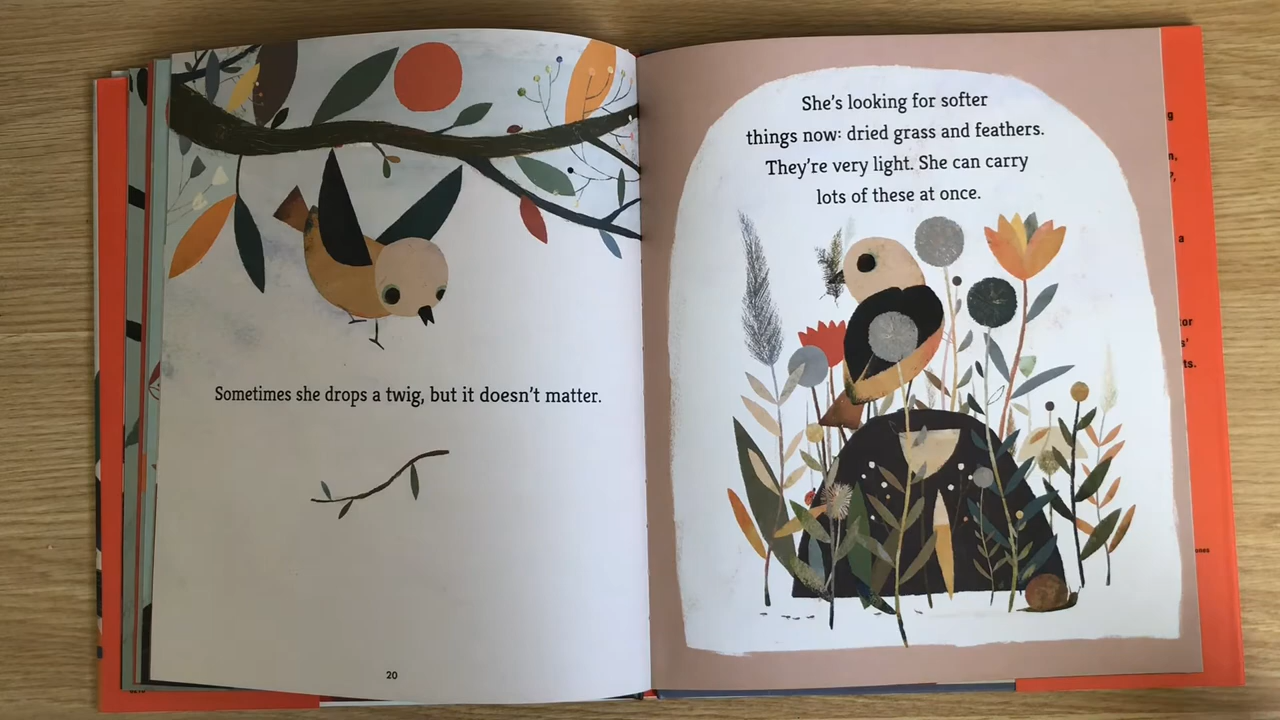 Sometimes she drops a twig, but it doesn't matter.
20
She's looking for softer
things now: dried grass and feathers.
They're very light. She can carry
lots of these at once.